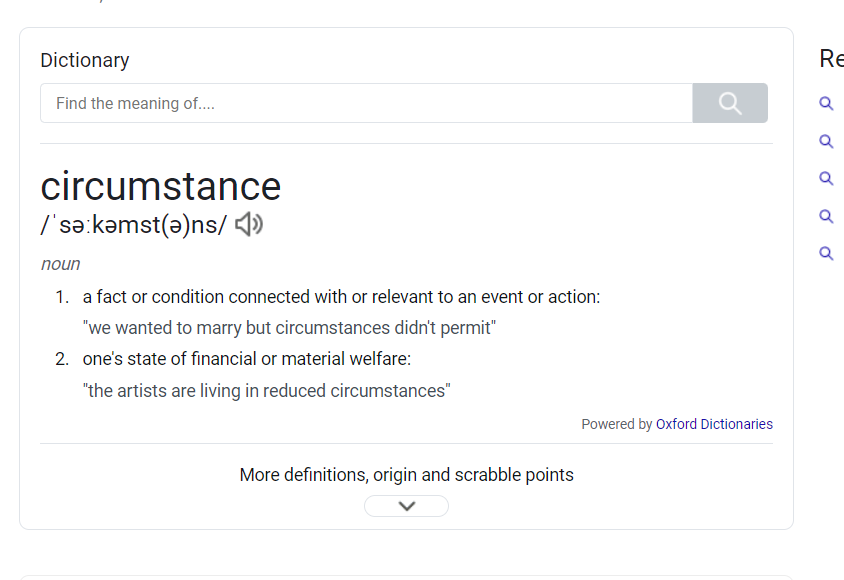 Dictionary
Find the meaning of....
circumstance
/ˈsəːkəmst(ə)ns/
noun
1. a fact or condition connected with or relevant to an event or action:
"we wanted to marry but circumstances didn't permit"
2. one's state of financial or material welfare:
"the artists are living in reduced circumstances"
Powered by Oxford Dictionaries
More definitions, origin and scrabble points